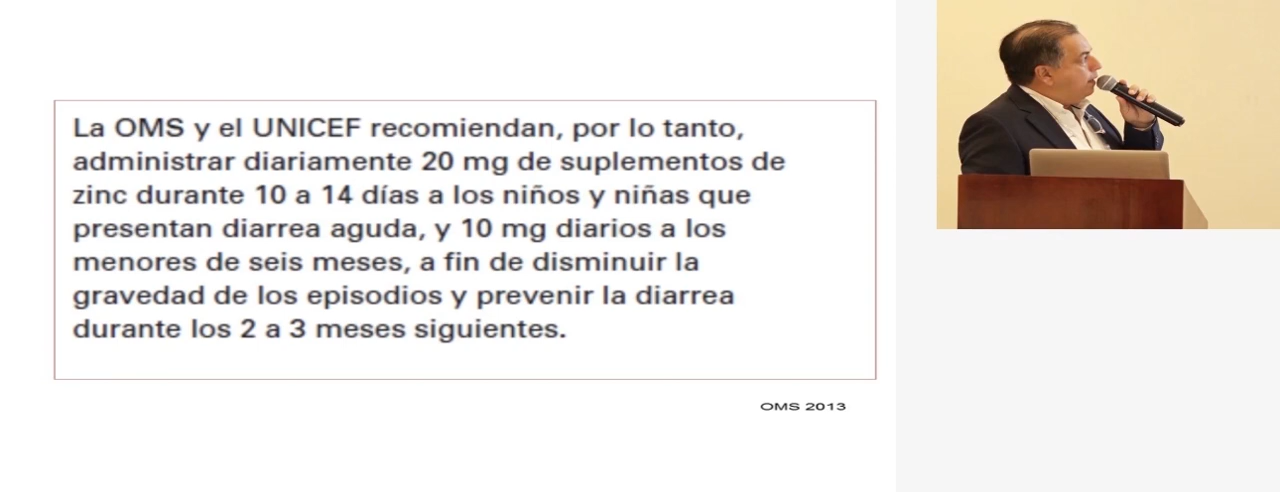 La OMS y el UNICEF recomiendan, por lo tanto,
administrar diariamente 20 mg de suplementos de
zinc durante 10 a 14 días a los niños y niñas que
presentan diarrea aguda, y 10 mg diarios a los
menores de seis meses, a fin de disminuir la
gravedad de los episodios y prevenir la diarrea
durante los 2 a 3 meses siguientes.
OMS 2013